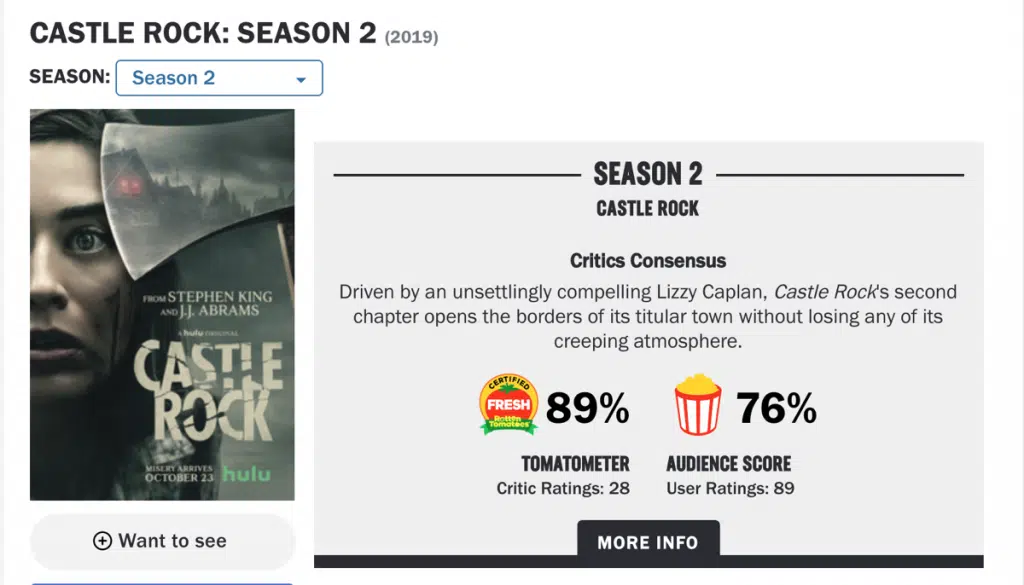 CASTLE ROCK: SEASON 2 (2019)
SEASON: Season 2
FROM STEPHEN KING
AND J.J. ABRAMS
A hulu ORIGINAL
CASTLE
ROCK
MISERY ARRIVES
OCTOBER 23 hulu
Want to see
SEASON 2
CASTLE ROCK
Critics Consensus
Driven by an unsettlingly compelling Lizzy Caplan, Castle Rock's second
chapter opens the borders of its titular town without losing any of its
creeping atmosphere.
CERTIFIED
FRESH
Rotten
Tomatoes
89% 76%
TOMATOMETER AUDIENCE SCORE
Critic Ratings: 28 User Ratings: 89
MORE INFO